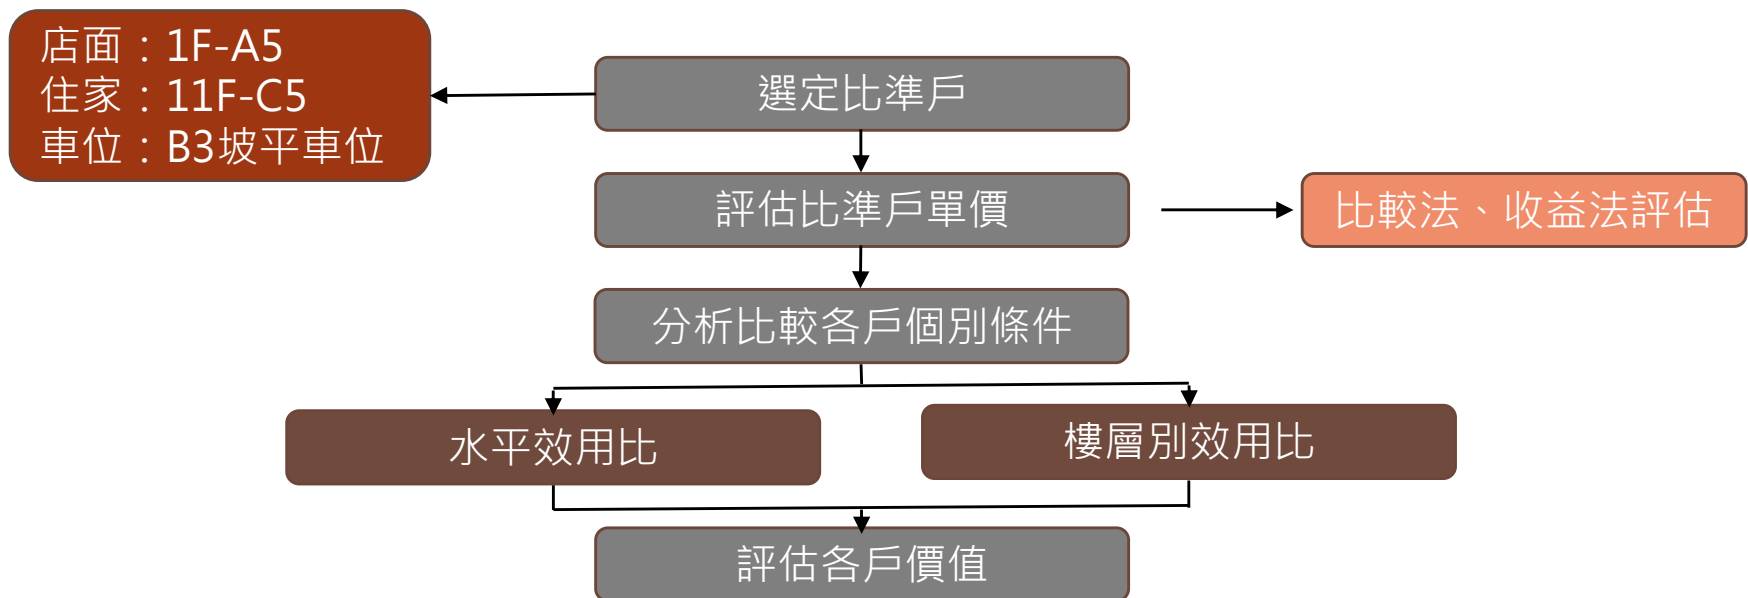 店面：1F-A5
住家：11F-C5
車位：B3坡平車位
選定比準戶
評估比準戶單價
比較法、收益法評估
分析比較各戶個別條件
水平效用比
樓層別效用比
評估各戶價值